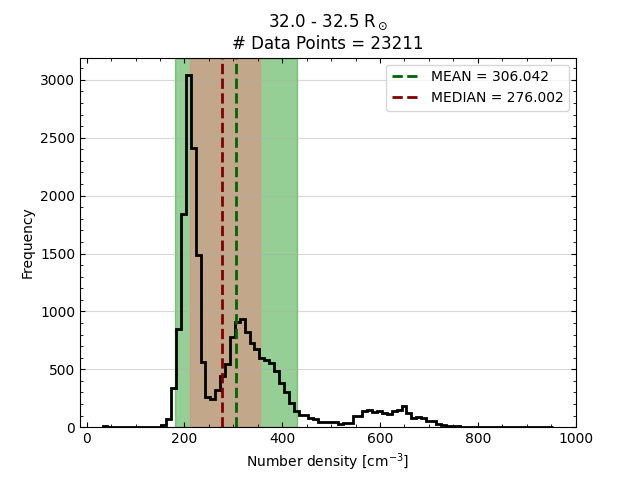 32.0 - 32.5 R⊙
# Data Points = 23211
MEAN = 306.042
MEDIAN = 276.002
Frequency
3000
2500
2000
1500
1000
500
0
0 200 400 600 800 1000
Number density [cm⁻³]